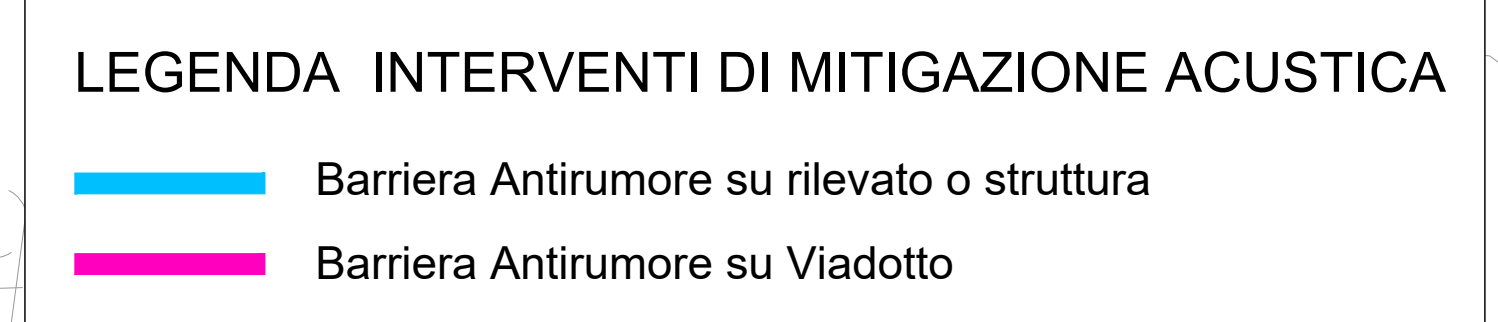 LEGENDA INTERVENTI DI MITIGAZIONE ACUSTICA
Barriera Antirumore su rilevato o struttura
Barriera Antirumore su Viadotto